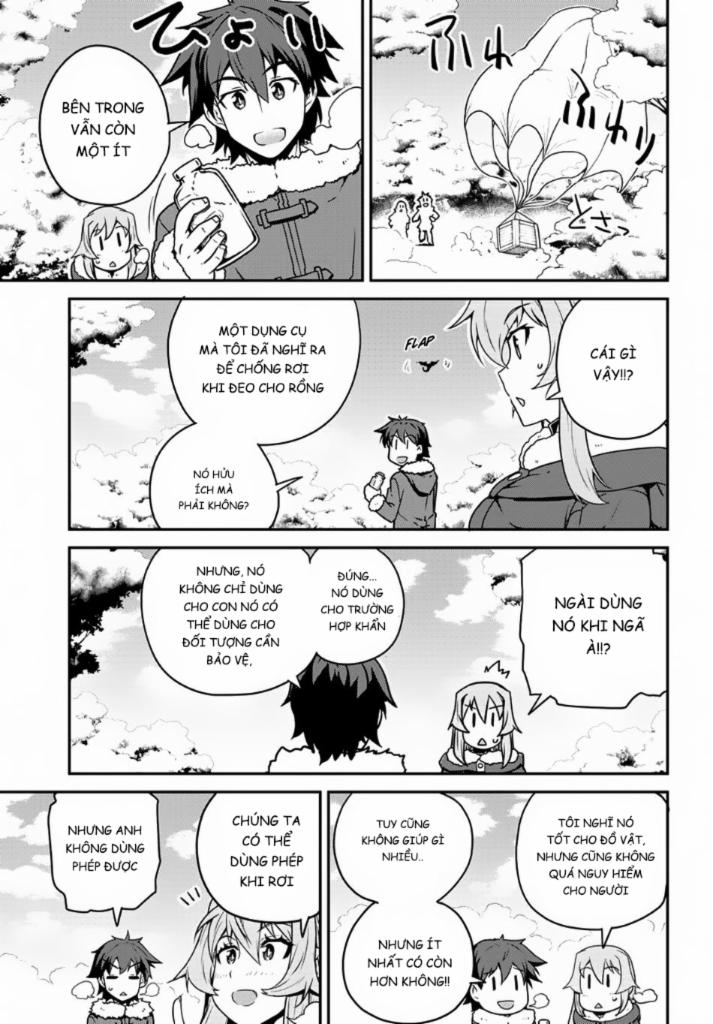 ふわ
ふわり
とさっ
ひょいっ
BÊN TRONG
VẪN CÒN
MỘT ÍT
CÁI GÌ
VẬY!!?
FLAP
MỘT DỤNG CỤ
MÀ TÔI ĐÃ NGHĨ RA
ĐỂ CHỐNG RƠI
KHI ĐEO CHO RỒNG
NÓ HỮU
ÍCH MÀ
PHẢI KHÔNG?
NGÀI DÙNG
NÓ KHI NGÃ
À!!?
ĐÚNG...
NÓ DÙNG
CHO TRƯỜNG
HỢP KHẨN
NHƯNG, NÓ
KHÔNG CHỈ DÙNG
CHO CON NÓ CÓ
THỂ DÙNG CHO
ĐỐI TƯỢNG CẦN
BẢO VỆ,
TÔI NGHĨ NÓ
TỐT CHO ĐỒ VẬT,
NHƯNG CŨNG KHÔNG
QUÁ NGUY HIỂM
CHO NGƯỜI
TUY CŨNG
KHÔNG GIÚP GÌ
NHIỀU..
NHƯNG ÍT
NHẤT CÓ CÒN
HƠN KHÔNG!!
CHÚNG TA
CÓ THỂ
DÙNG PHÉP
KHI RƠI
NHƯNG ANH
KHÔNG DÙNG
PHÉP ĐƯỢC